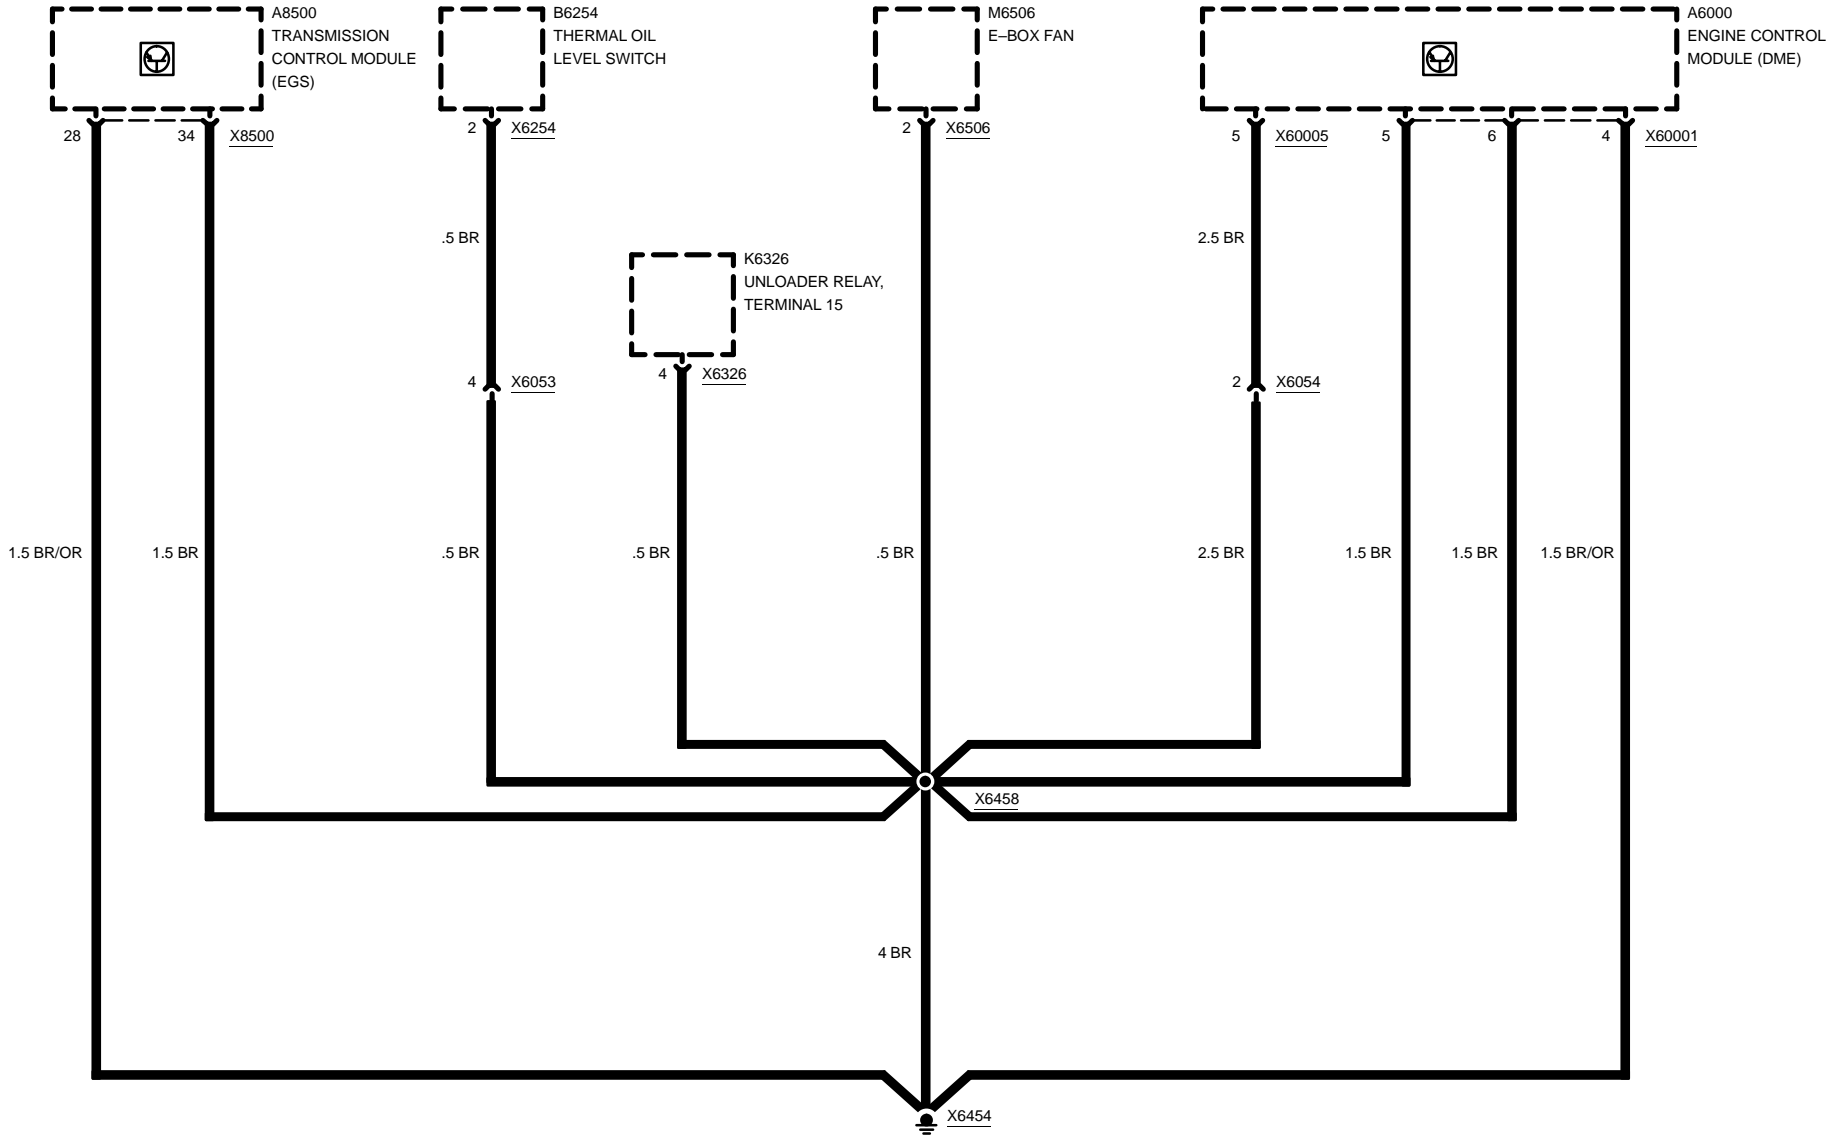 A8500
TRANSMISSION
CONTROL MODULE
(EGS)
B6254
THERMAL OIL
LEVEL SWITCH
M6506
E–BOX FAN
A6000
ENGINE CONTROL
MODULE (DME)
28
34
X8500
2
X6254
2
X6506
5
X60005
5
6
4
X60001
.5 BR
2.5 BR
K6326
UNLOADER RELAY,
TERMINAL 15
4
X6053
4
X6326
2
X6054
1.5 BR/OR
1.5 BR
.5 BR
.5 BR
.5 BR
2.5 BR
1.5 BR
1.5 BR
1.5 BR/OR
X6458
4 BR
X6454